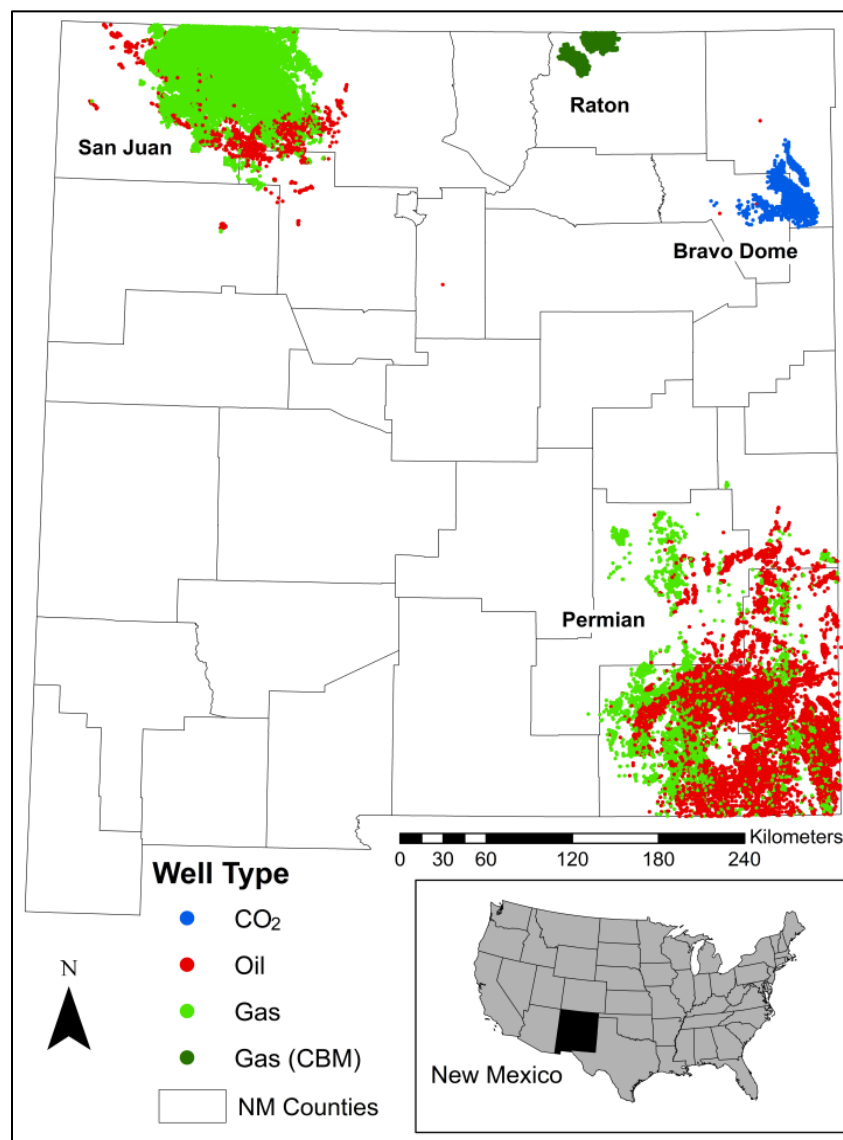 Raton
San Juan
Bravo Dome
Permian
Kilometers
0 30 60 120 180 240
Well Type
CO₂
Oil
Gas
Gas (CBM)
NM Counties
N
New Mexico